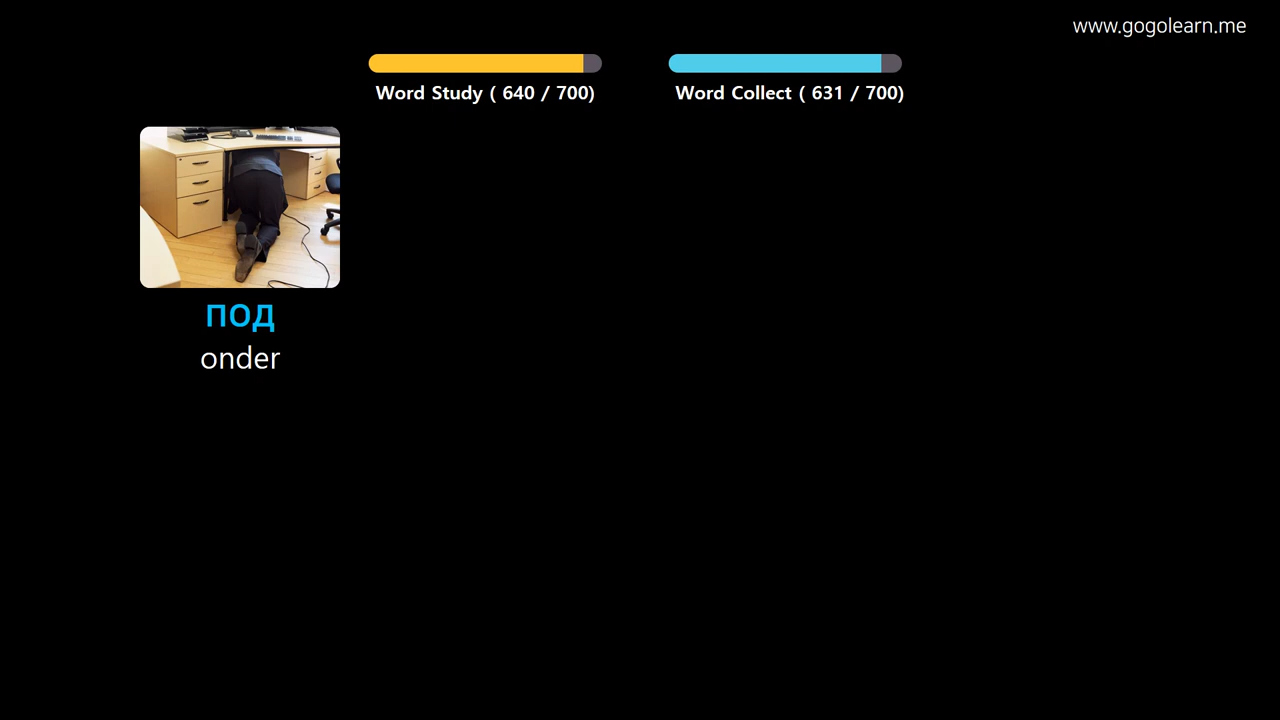 www.gogolearn.me
Word Study ( 640 / 700)
Word Collect ( 631 / 700)
под
onder